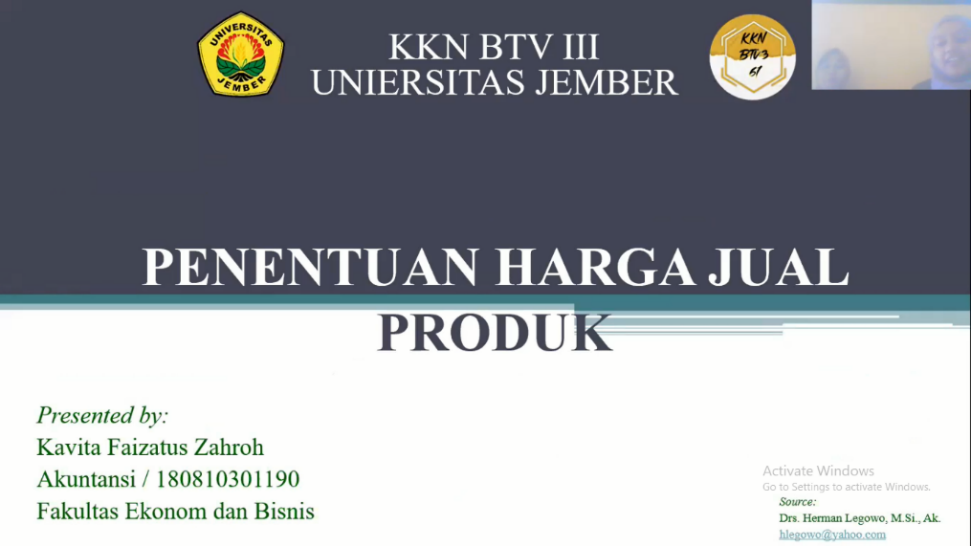 UNIVERSITAS
JEMBER
KKN BTV III
UNIERSITAS JEMBER
KKN
BTV3
61
PENENTUAN HARGA JUAL
PRODUK
Presented by:
Kavita Faizatus Zahroh
Akuntansi / 180810301190
Fakultas Ekonom dan Bisnis
Activate Windows
Go to Settings to activate Windows.
Source:
Drs. Herman Legowo, M.Si., Ak.
hlegowo@yahoo.com